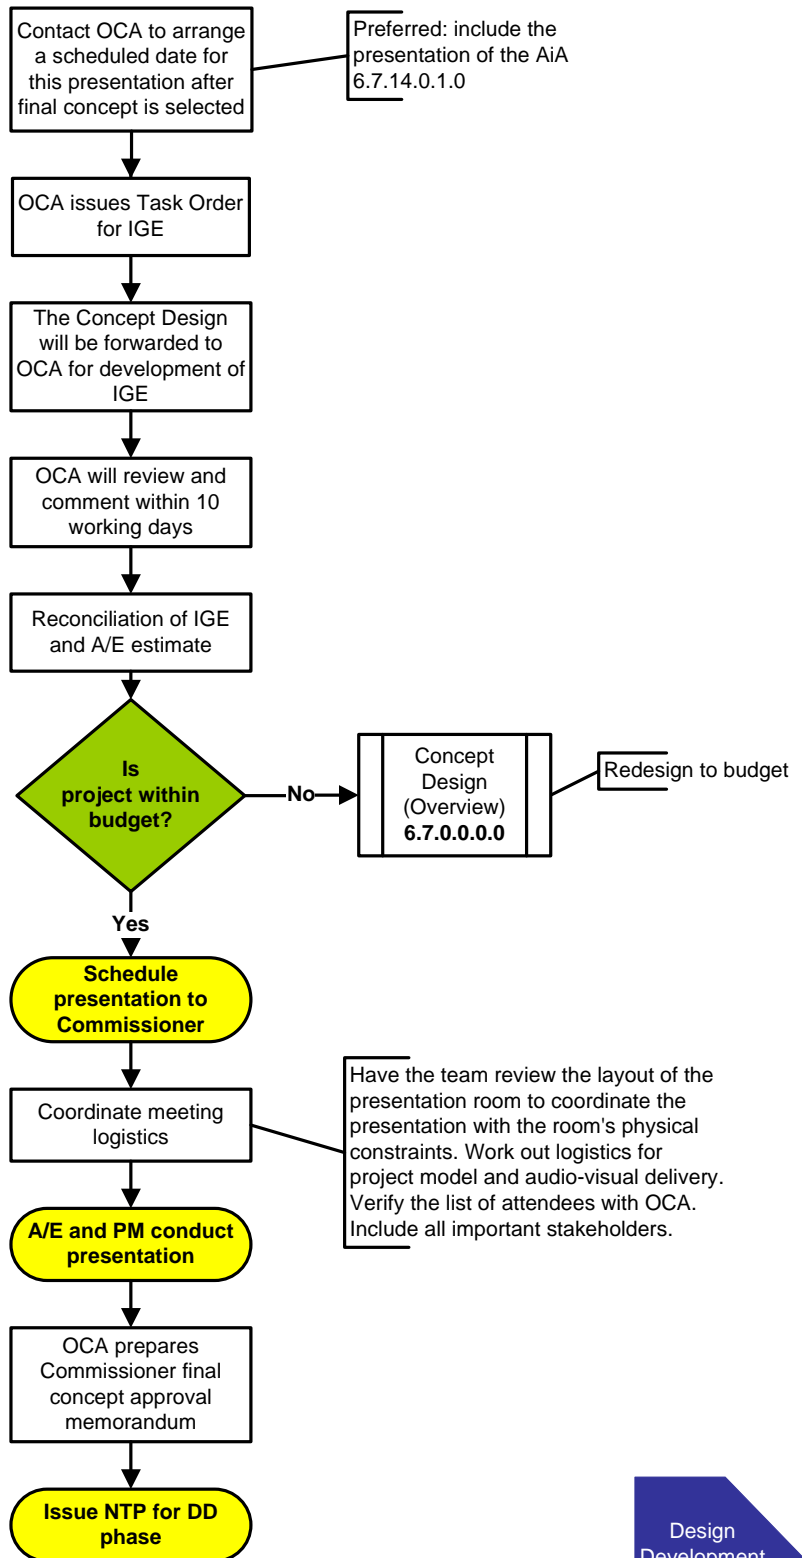 Contact OCA to arrange
a scheduled date for
this presentation after
final concept is selected
Preferred: include the
presentation of the AiA
6.7.14.0.1.0
OCA issues Task Order
for IGE
The Concept Design
will be forwarded to
OCA for development of
IGE
OCA will review and
comment within 10
working days
Reconciliation of IGE
and A/E estimate
Is
project within
budget?
No
Concept
Design
(Overview)
6.7.0.0.0.0
Redesign to budget
Yes
Schedule
presentation to
Commissioner
Coordinate meeting
logistics
Have the team review the layout of the
presentation room to coordinate the
presentation with the room's physical
constraints. Work out logistics for
project model and audio-visual delivery.
Verify the list of attendees with OCA.
Include all important stakeholders.
A/E and PM conduct
presentation
OCA prepares
Commissioner final
concept approval
memorandum
Issue NTP for DD
phase
Design
Development